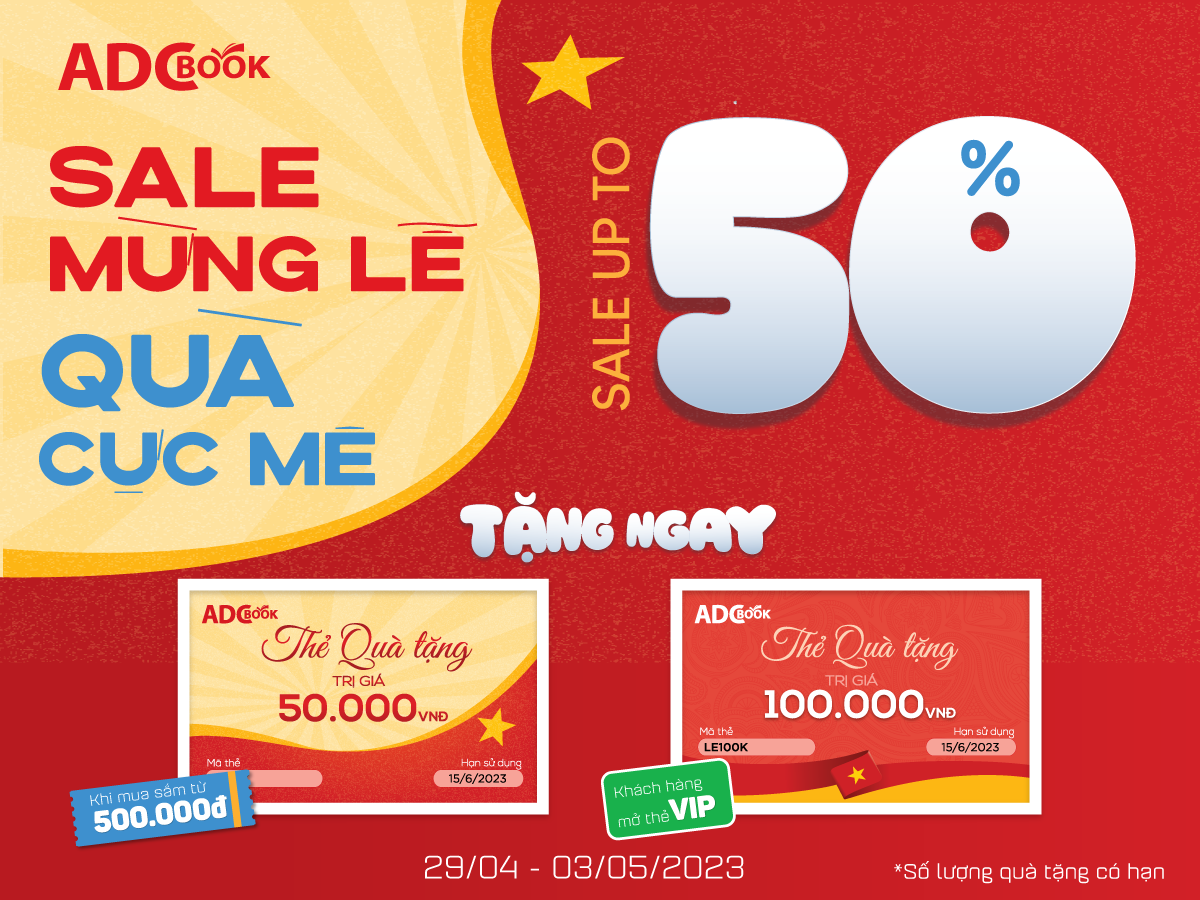 ADCBOOK
SALE
MỪNG LỄ
QUÀ
CỰC MÊ
SALE UP TO
50
%
TẶNG NGAY
ADCBOOK
Thẻ Quà tặng
TRỊ GIÁ
50.000VNĐ
Mã thẻ
Hạn sử dụng
15/6/2023
Khi mua sắm từ
500.000đ
ADCBOOK
Thẻ Quà tặng
TRỊ GIÁ
100.000VNĐ
Mã thẻ
LE100K
Hạn sử dụng
15/6/2023
Khách hàng
mở thẻ VIP
29/04 - 03/05/2023
*Số lượng quà tặng có hạn